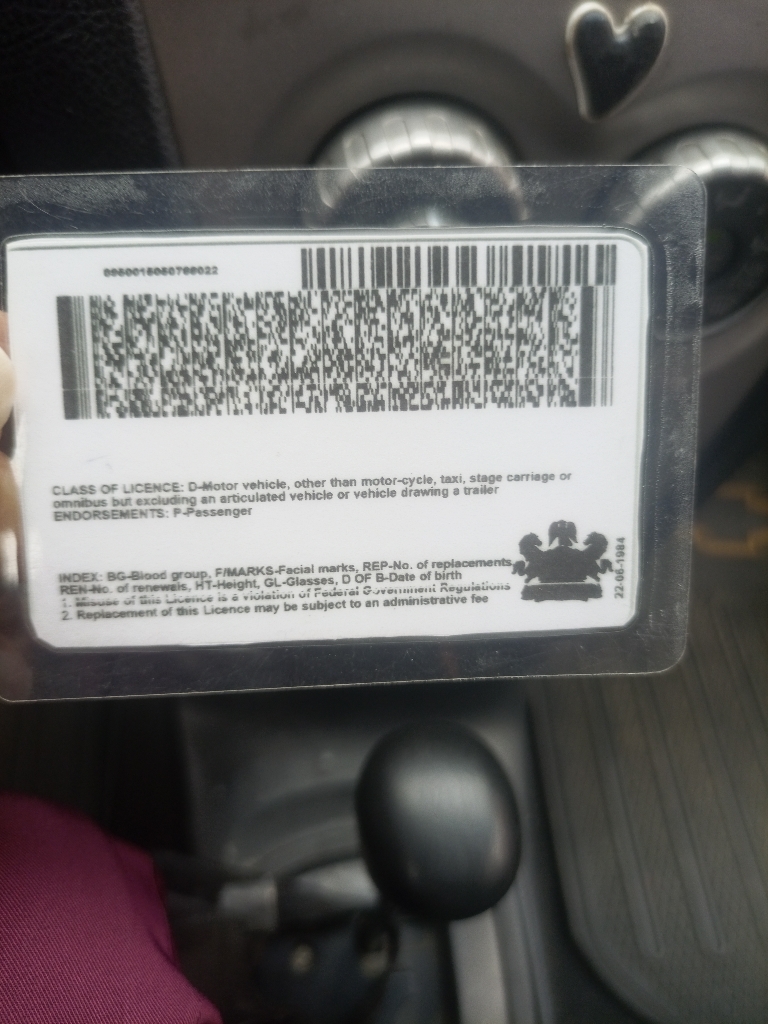 CLASS OF LICENCE: D-Motor vehicle, other than motor-cycle, taxi, stage carriage or
omnibus but excluding an articulated vehicle or vehicle drawing a trailer
ENDORSEMENTS: P-Passenger
INDEX: BG-Blood group, F/MARKS-Facial marks, REP-No. of replacements
REN-No. of renewals, HT-Height, GL-Glasses, D OF B-Date of birth
1. Misuse of this Licence is a violation of Federal Government Regulations
2. Replacement of this Licence may be subject to an administrative fee
22-06-1984